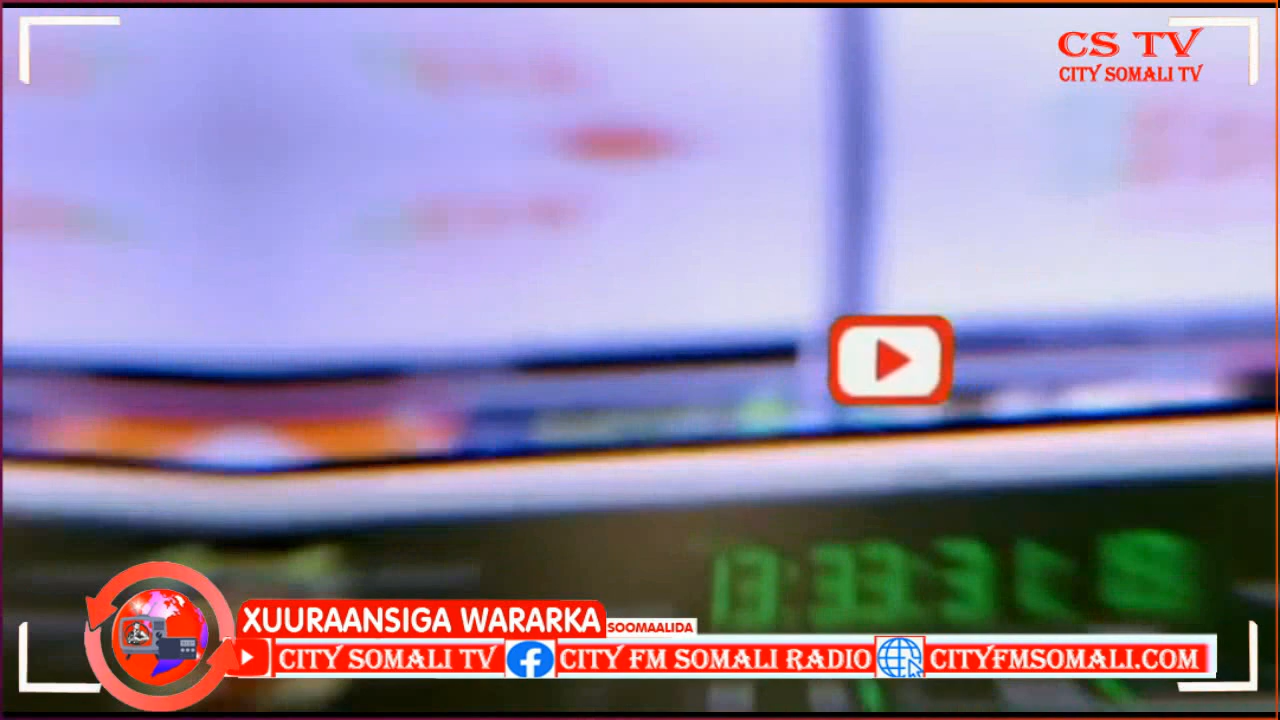 CS TV
CITY SOMALI TV
XUURAANSIGA WARARKA
SOOMAALIDA
CITY SOMALI TV CITY FM SOMALI RADIO CITYFMSOMALI.COM